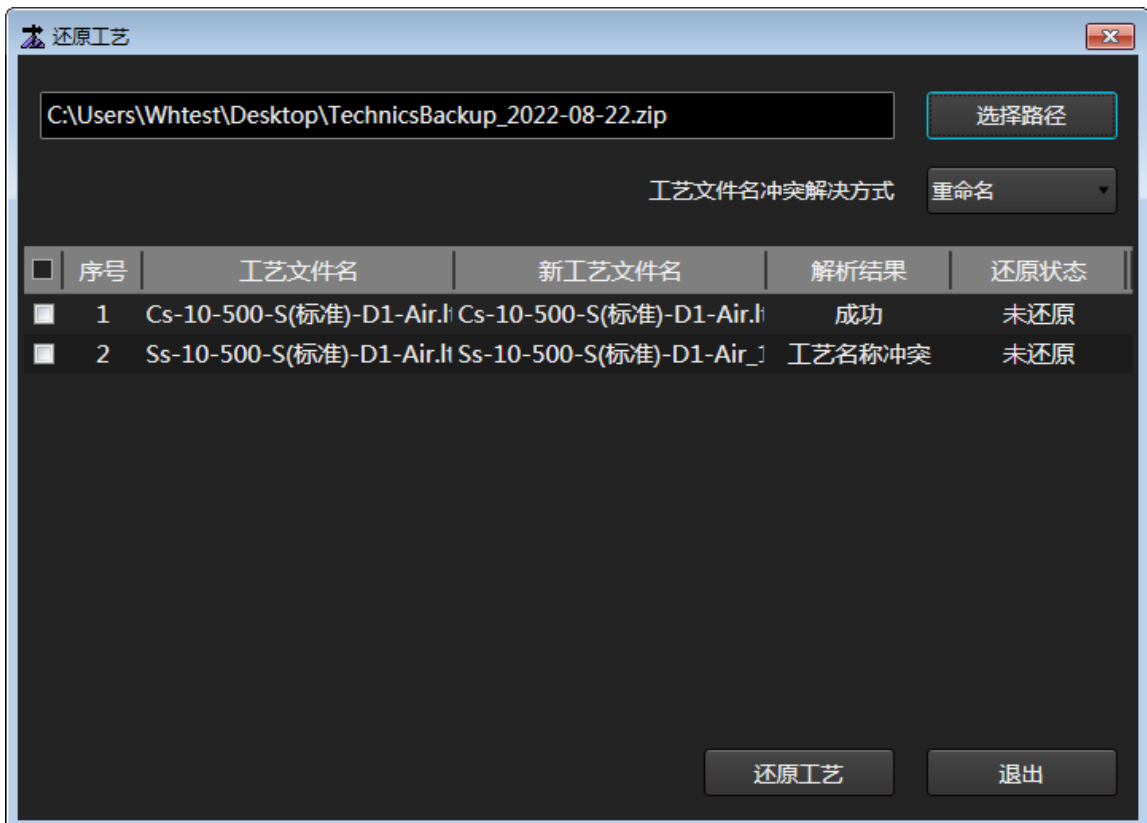 还原工艺
C:\Users\Whtest\Desktop\TechnicsBackup_2022-08-22.zip 选择路径
工艺文件名冲突解决方式 重命名
序号 工艺文件名 新工艺文件名 解析结果 还原状态
1 Cs-10-500-S(标准)-D1-Air.l Cs-10-500-S(标准)-D1-Air.l 成功 未还原
2 Ss-10-500-S(标准)-D1-Air.l Ss-10-500-S(标准)-D1-Air_1 工艺名称冲突 未还原
还原工艺 退出